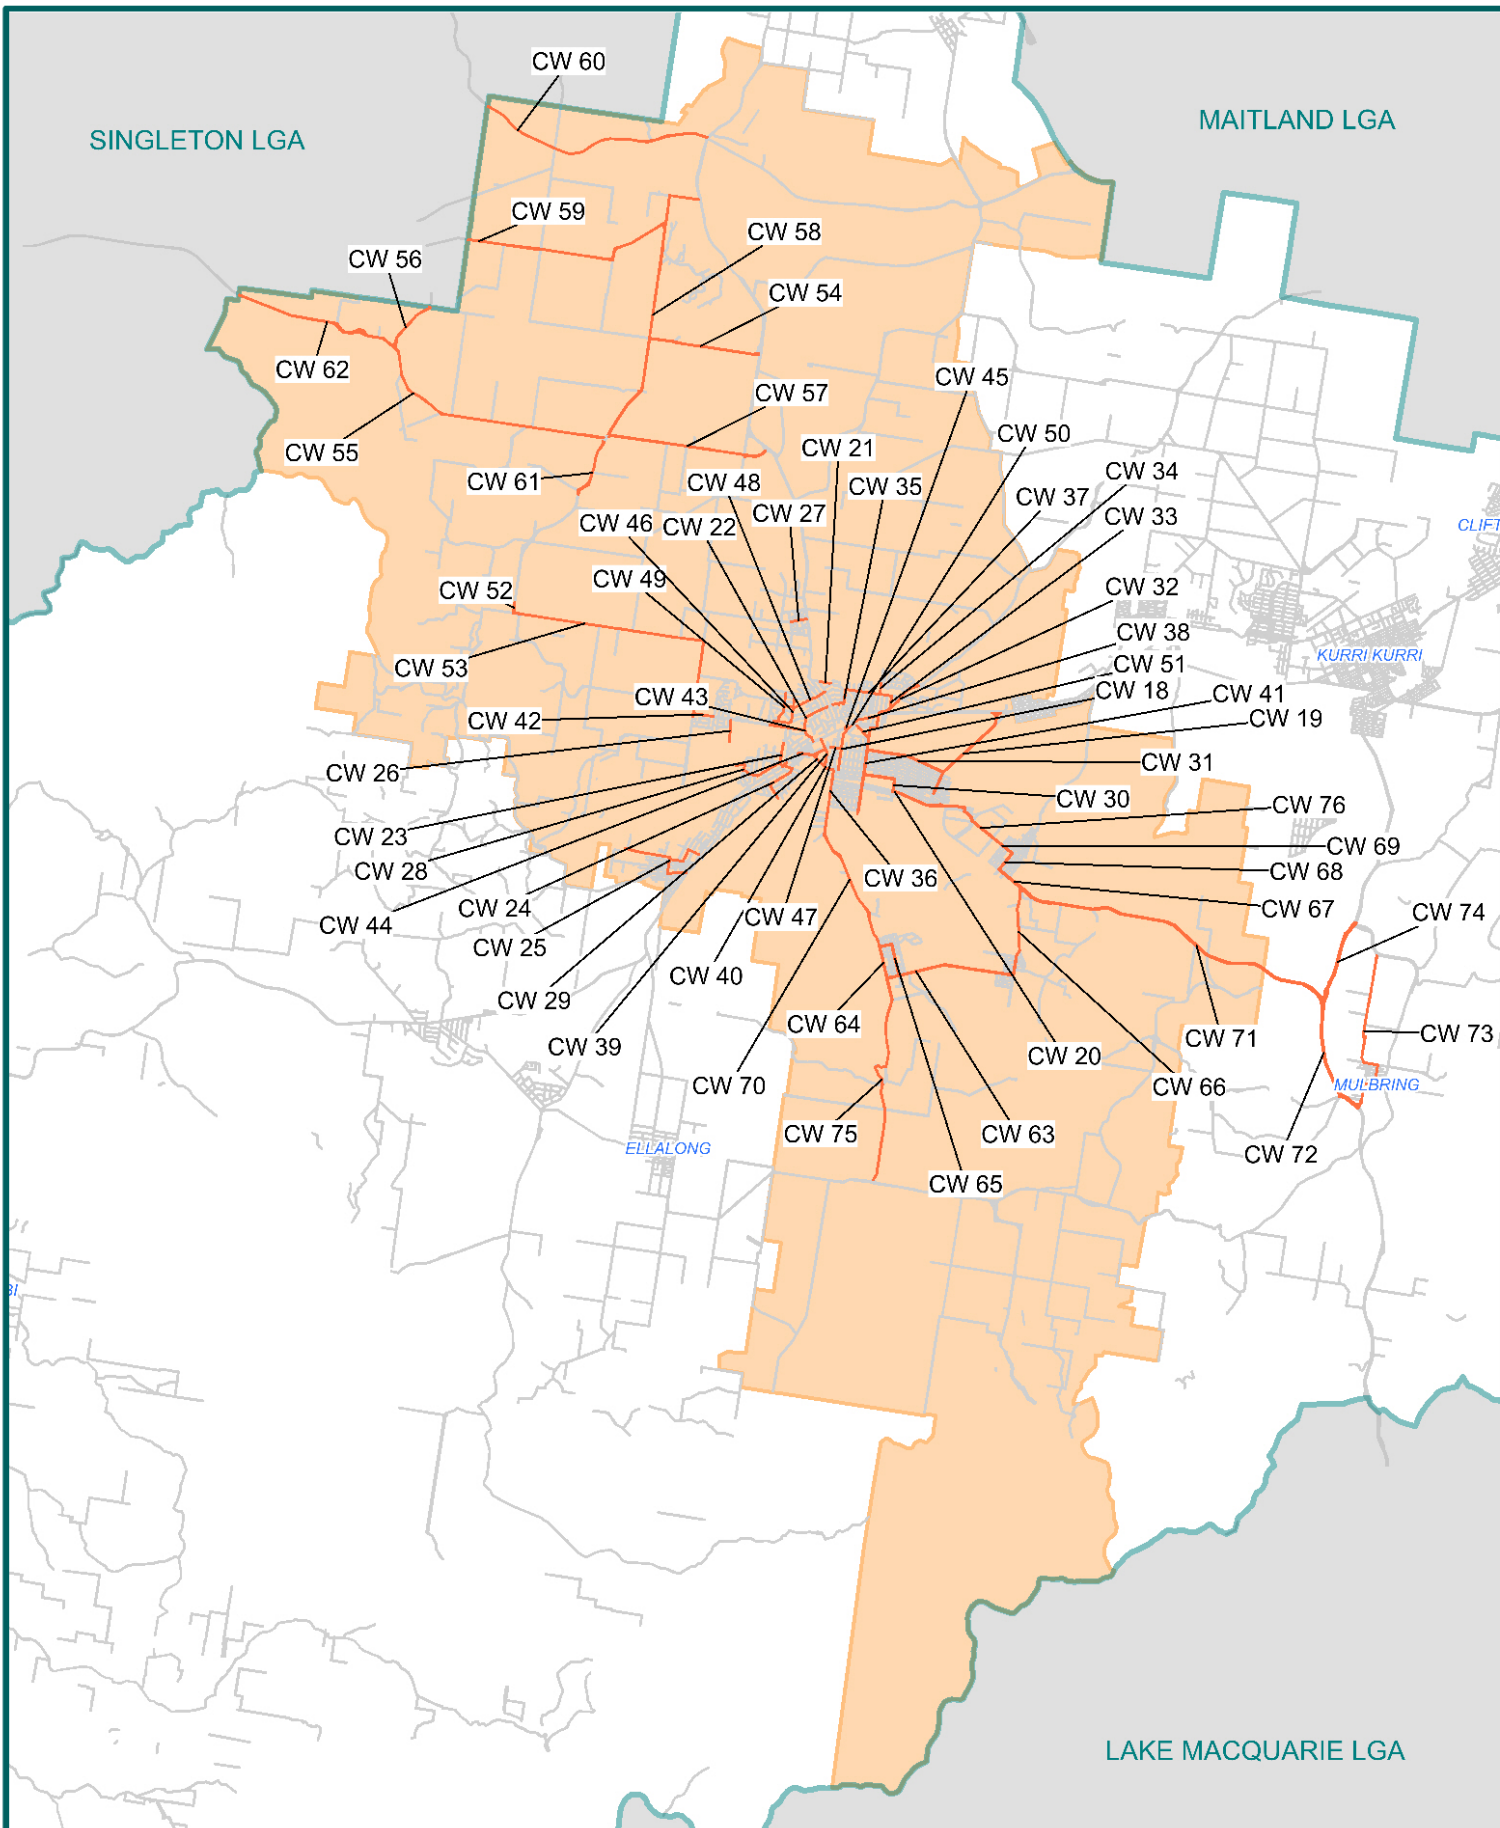 CW 60
MAITLAND LGA
SINGLETON LGA
CW 59
CW 58
CW 56
CW 54
CW 62
CW 45
CW 57
CW 50
CW 21
CW 55
CW 34
CW 61
CW 48
CW 35
CW 37
CW 27
CW 33
CW 46
CW 22
CLIFT
CW 49
CW 52
CW 32
CW 38
KURRI KURRI
CW 53
CW 51
CW 43
CW 18
CW 41
CW 42
CW 19
CW 26
CW 31
CW 30
CW 76
CW 23
CW 69
CW 28
CW 68
CW 36
CW 24
CW 67
CW 74
CW 44
CW 47
CW 25
CW 40
CW 29
CW 64
CW 73
CW 71
CW 39
CW 20
CW 70
CW 66
MULBRING
CW 75
CW 63
ELLALONG
CW 72
CW 65
BI
LAKE MACQUARIE LGA